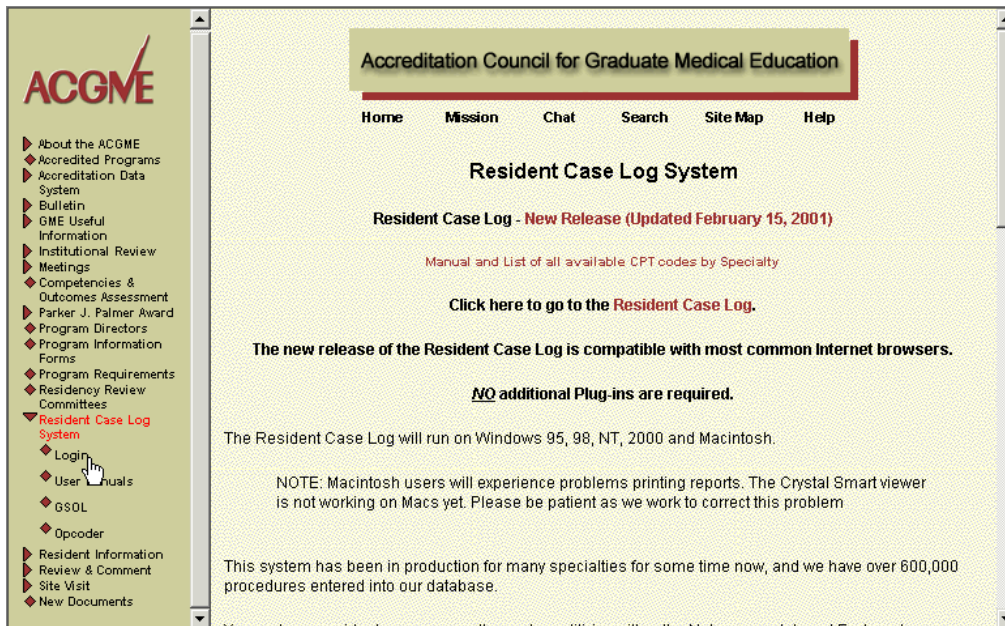 ACGME
About the ACGME
Accredited Programs
Accreditation Data
System
Bulletin
GME Useful
Information
Institutional Review
Meetings
Competencies &
Outcomes Assessment
Parker J. Palmer Award
Program Directors
Program Information
Forms
Program Requirements
Residency Review
Committees
Resident Case Log
System
Login
User
GSOL
Opcoder
Resident Information
Review & Comment
Site Visit
New Documents
Accreditation Council for Graduate Medical Education
Home Mission Chat Search Site Map Help
Resident Case Log System
Resident Case Log - New Release (Updated February 15, 2001)
Manual and List of all available CPT codes by Specialty
Click here to go to the Resident Case Log.
The new release of the Resident Case Log is compatible with most common Internet browsers.
NO additional Plug-ins are required.
The Resident Case Log will run on Windows 95, 98, NT, 2000 and Macintosh.
NOTE: Macintosh users will experience problems printing reports. The Crystal Smart viewer
is not working on Macs yet. Please be patient as we work to correct this problem
This system has been in production for many specialties for some time now, and we have over 600,000
procedures entered into our database.